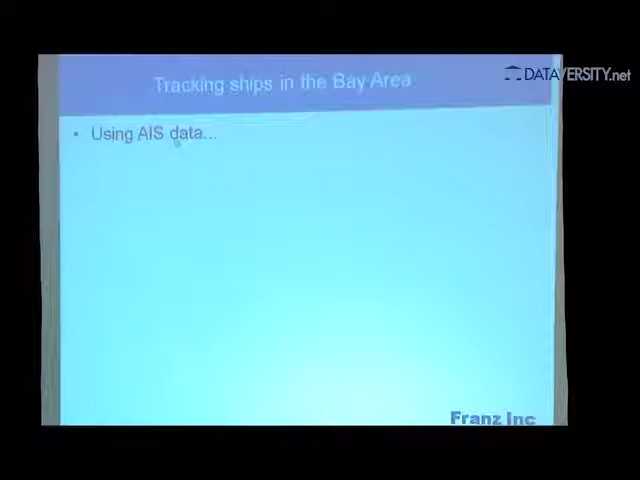 DATAVERSITY.net
Tracking ships in the Bay Area
• Using AIS data...
Franz Inc